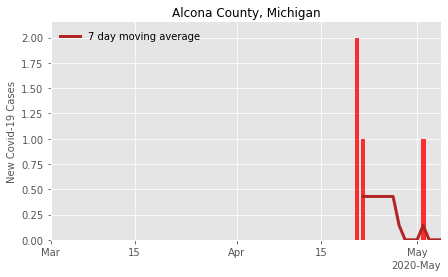 Alcona County, Michigan
7 day moving average
New Covid-19 Cases
2.00
1.75
1.50
1.25
1.00
0.75
0.50
0.25
0.00
Mar 15 Apr 15 May
2020-May